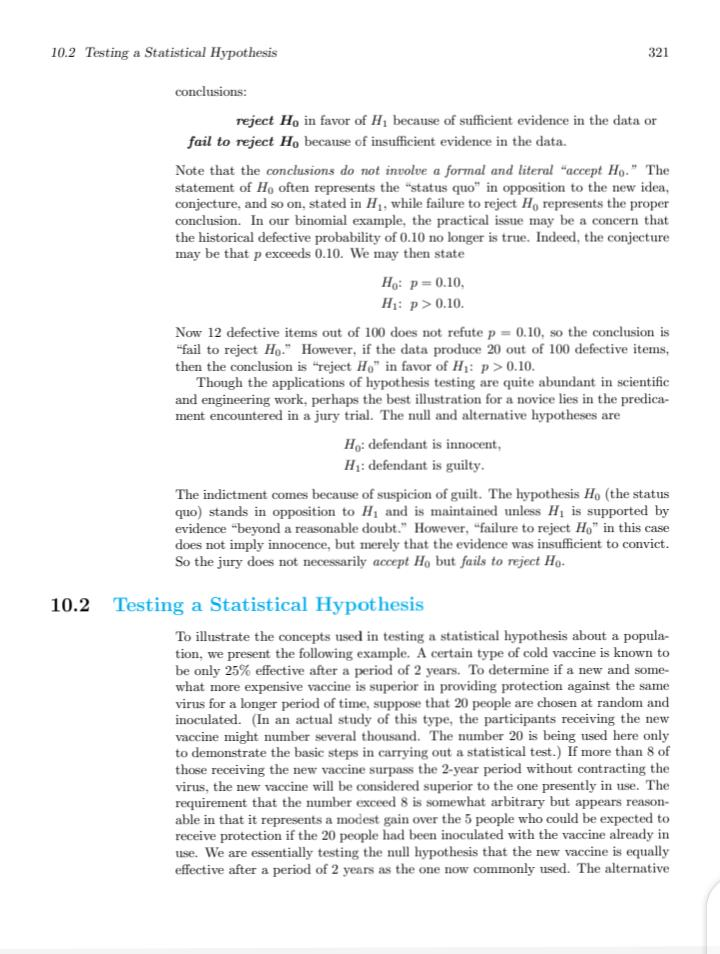 10.2 Testing a Statistical Hypothesis 321
conclusions:
reject H₀ in favor of H₁ because of sufficient evidence in the data or
fail to reject H₀ because of insufficient evidence in the data.
Note that the conclusions do not involve a formal and literal “accept H₀.” The
statement of H₀ often represents the “status quo” in opposition to the new idea,
conjecture, and so on, stated in H₁, while failure to reject H₀ represents the proper
conclusion. In our binomial example, the practical issue may be a concern that
the historical defective probability of 0.10 no longer is true. Indeed, the conjecture
may be that p exceeds 0.10. We may then state
H₀: p = 0.10,
H₁: p > 0.10.
Now 12 defective items out of 100 does not refute p = 0.10, so the conclusion is
“fail to reject H₀.” However, if the data produce 20 out of 100 defective items,
then the conclusion is “reject H₀” in favor of H₁: p > 0.10.
Though the applications of hypothesis testing are quite abundant in scientific
and engineering work, perhaps the best illustration for a novice lies in the predica-
ment encountered in a jury trial. The null and alternative hypotheses are
H₀: defendant is innocent,
H₁: defendant is guilty.
The indictment comes because of suspicion of guilt. The hypothesis H₀ (the status
quo) stands in opposition to H₁ and is maintained unless H₁ is supported by
evidence “beyond a reasonable doubt.” However, “failure to reject H₀” in this case
does not imply innocence, but merely that the evidence was insufficient to convict.
So the jury does not necessarily accept H₀ but fails to reject H₀.
10.2 Testing a Statistical Hypothesis
To illustrate the concepts used in testing a statistical hypothesis about a popula-
tion, we present the following example. A certain type of cold vaccine is known to
be only 25% effective after a period of 2 years. To determine if a new and some-
what more expensive vaccine is superior in providing protection against the same
virus for a longer period of time, suppose that 20 people are chosen at random and
inoculated. (In an actual study of this type, the participants receiving the new
vaccine might number several thousand. The number 20 is being used here only
to demonstrate the basic steps in carrying out a statistical test.) If more than 8 of
those receiving the new vaccine surpass the 2-year period without contracting the
virus, the new vaccine will be considered superior to the one presently in use. The
requirement that the number exceed 8 is somewhat arbitrary but appears reason-
able in that it represents a modest gain over the 5 people who could be expected to
receive protection if the 20 people had been inoculated with the vaccine already in
use. We are essentially testing the null hypothesis that the new vaccine is equally
effective after a period of 2 years as the one now commonly used. The alternative